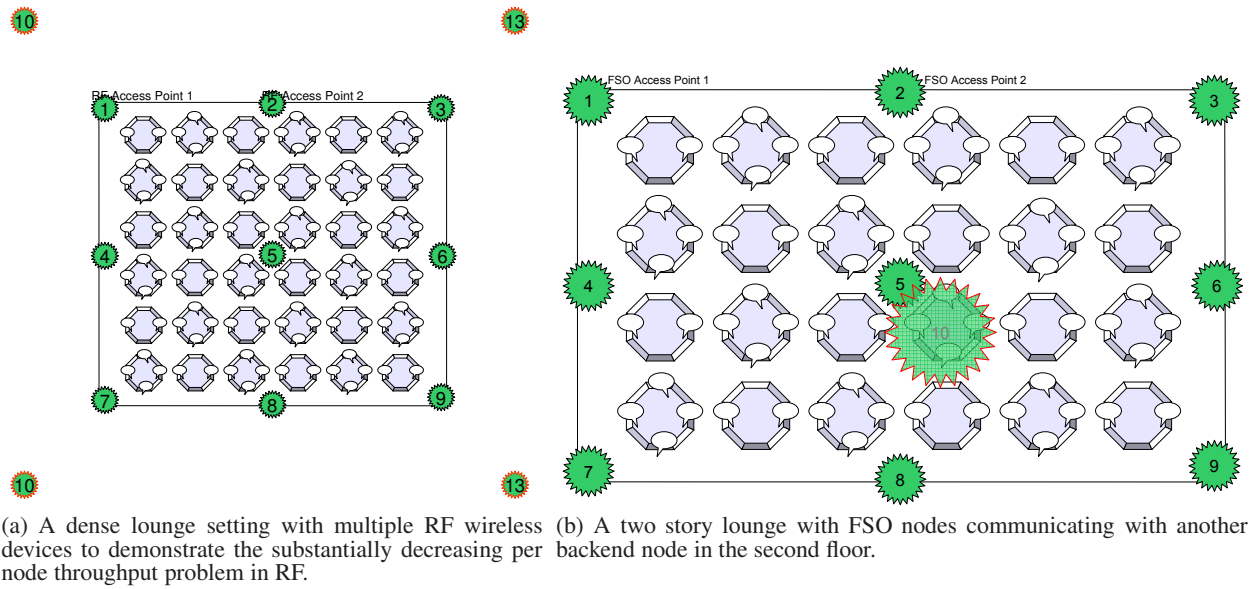 10
13
RF Access Point 1
RF Access Point 2
1
2
3
4
5
6
7
8
9
10
13
FSO Access Point 1
FSO Access Point 2
1
2
3
4
5
6
10
7
8
9
(a) A dense lounge setting with multiple RF wireless
devices to demonstrate the substantially decreasing per
node throughput problem in RF.
(b) A two story lounge with FSO nodes communicating with another
backend node in the second floor.